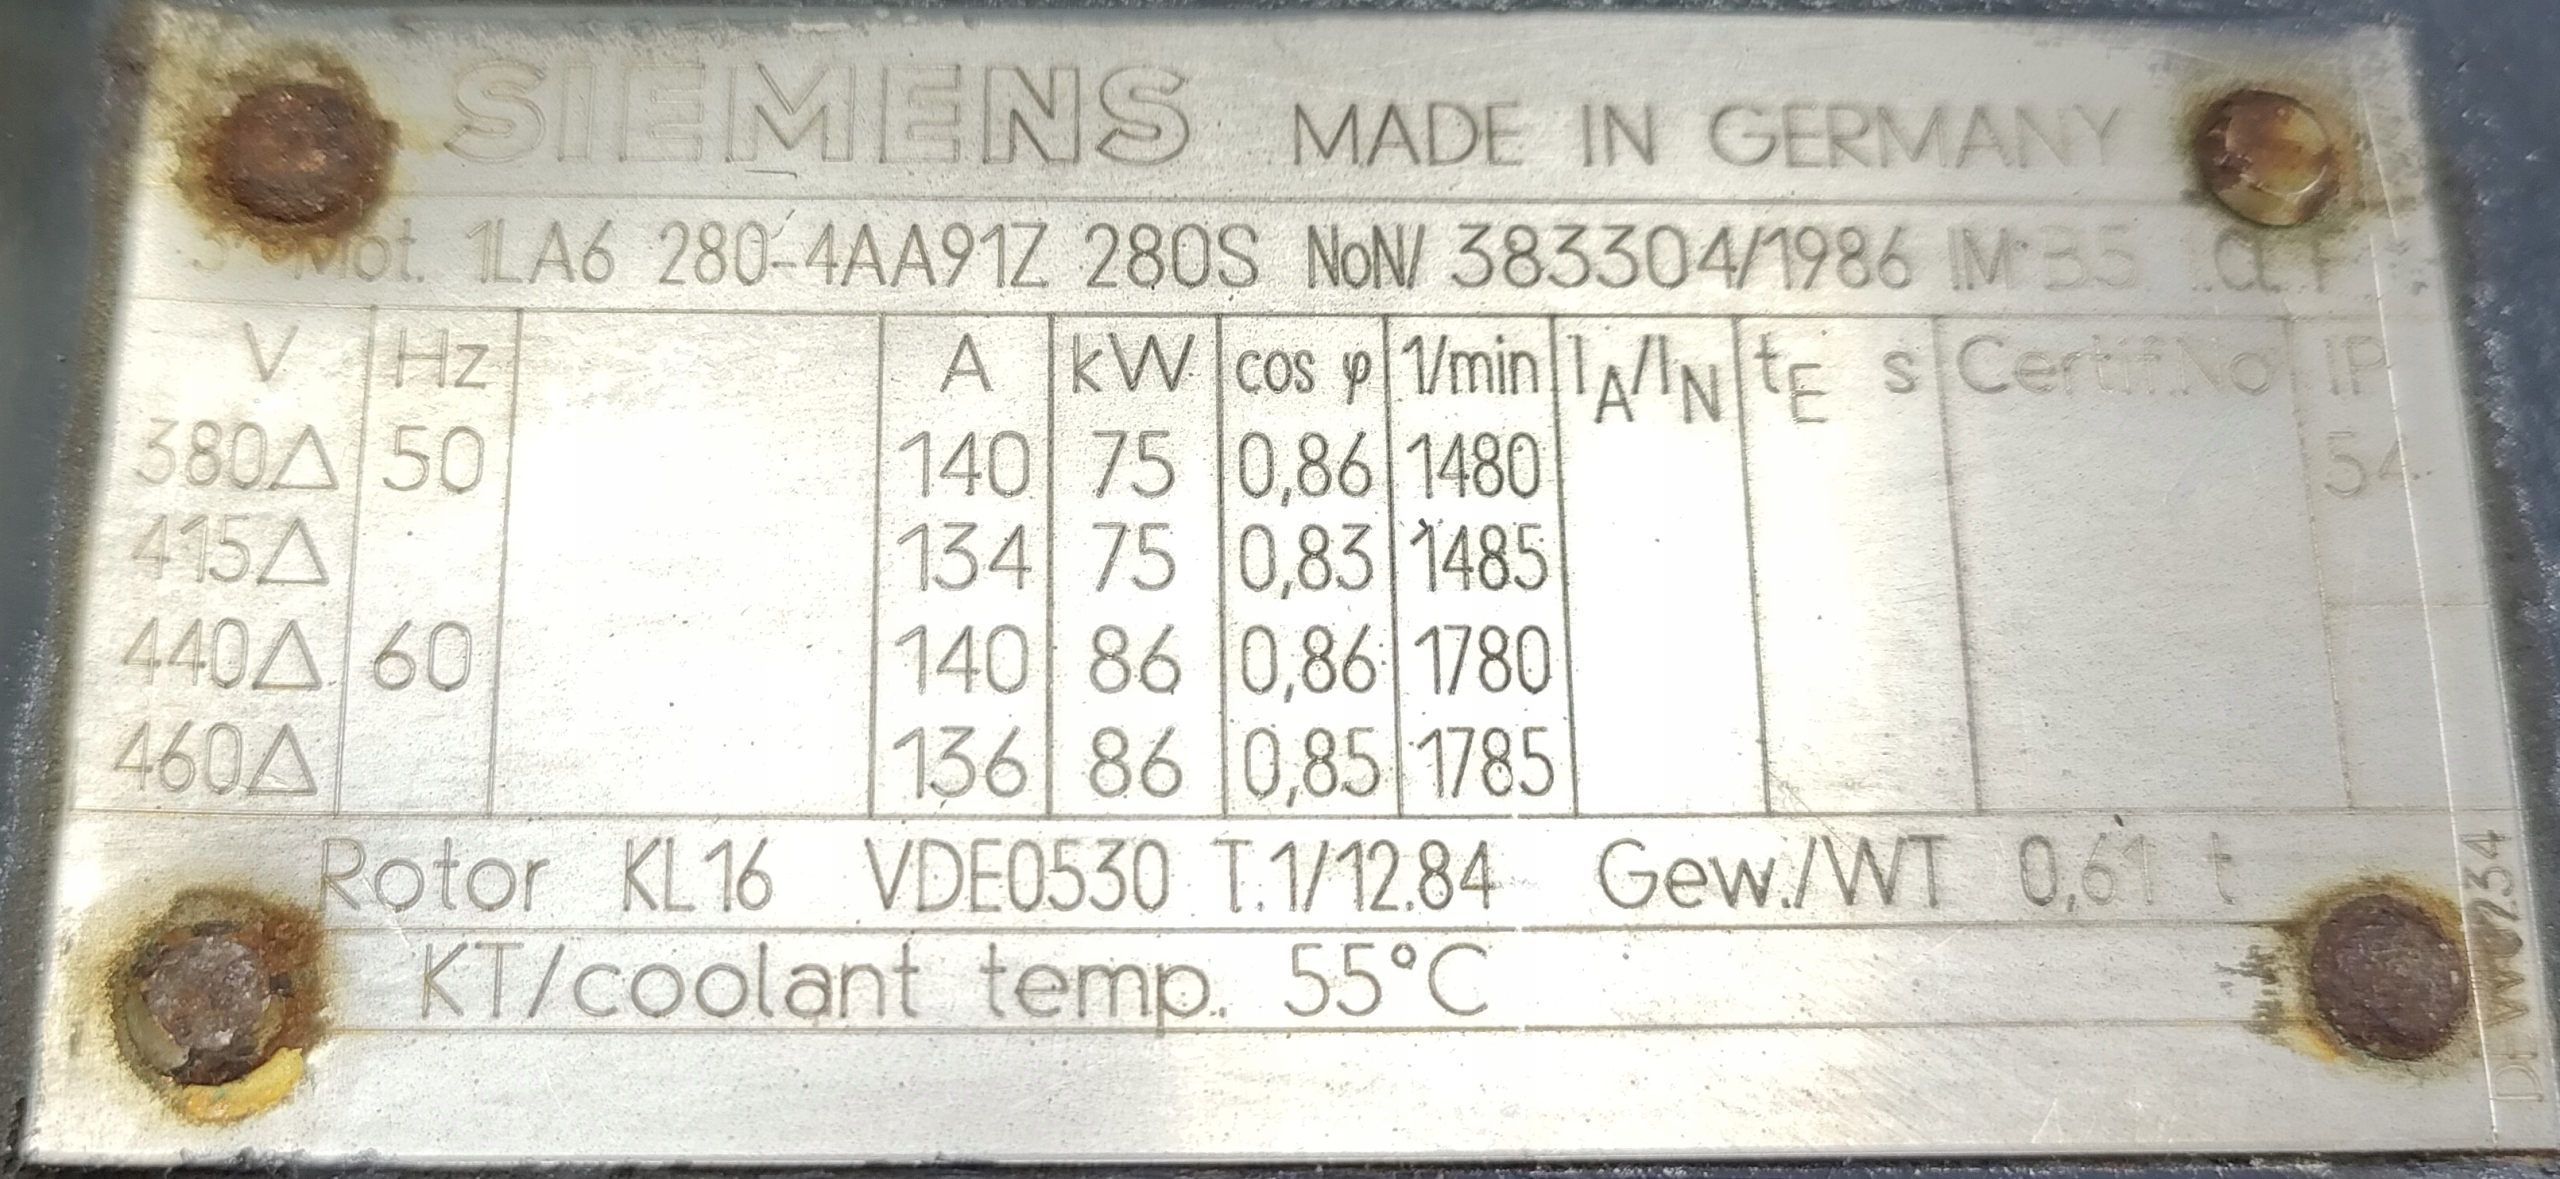 SIEMENS MADE IN GERMANY
Mot. 1LA6 280-4AA91Z 280S NoN/ 383304/1986 IM B5 I.Cl. F
V Hz A kW cos φ 1/min IA/IN tE s Certif.No IP
380Δ 50 140 75 0,86 1480 54
415Δ 134 75 0,83 1485
440Δ 60 140 86 0,86 1780
460Δ 136 86 0,85 1785
Rotor KL16 VDE0530 T.1/12.84 Gew./WT 0,61 t
KT/coolant temp. 55°C